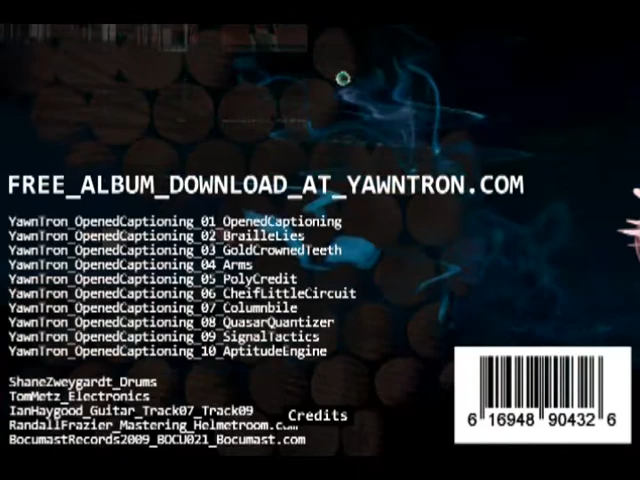 FREE_ALBUM_DOWNLOAD_AT_YAWNTRON.COM
YawnTron_OpenedCaptioning_01_OpenedCaptioning
YawnTron_OpenedCaptioning_02_BrailleLies
YawnTron_OpenedCaptioning_03_GoldCrownedTeeth
YawnTron_OpenedCaptioning_04_Arms
YawnTron_OpenedCaptioning_05_PolyCredit
YawnTron_OpenedCaptioning_06_CheifLittleCircuit
YawnTron_OpenedCaptioning_07_Columnbile
YawnTron_OpenedCaptioning_08_QuasarQuantizer
YawnTron_OpenedCaptioning_09_SignalTactics
YawnTron_OpenedCaptioning_10_AptitudeEngine
ShaneZweygardt_Drums
TomMetz_Electronics
IanHaygood_Guitar_Track07_Track09
Credits
RandallFrazier_Mastering_Helmetroom.com
BocumastRecords2009_BOCU021_Bocumast.com
6 16948 90432 6